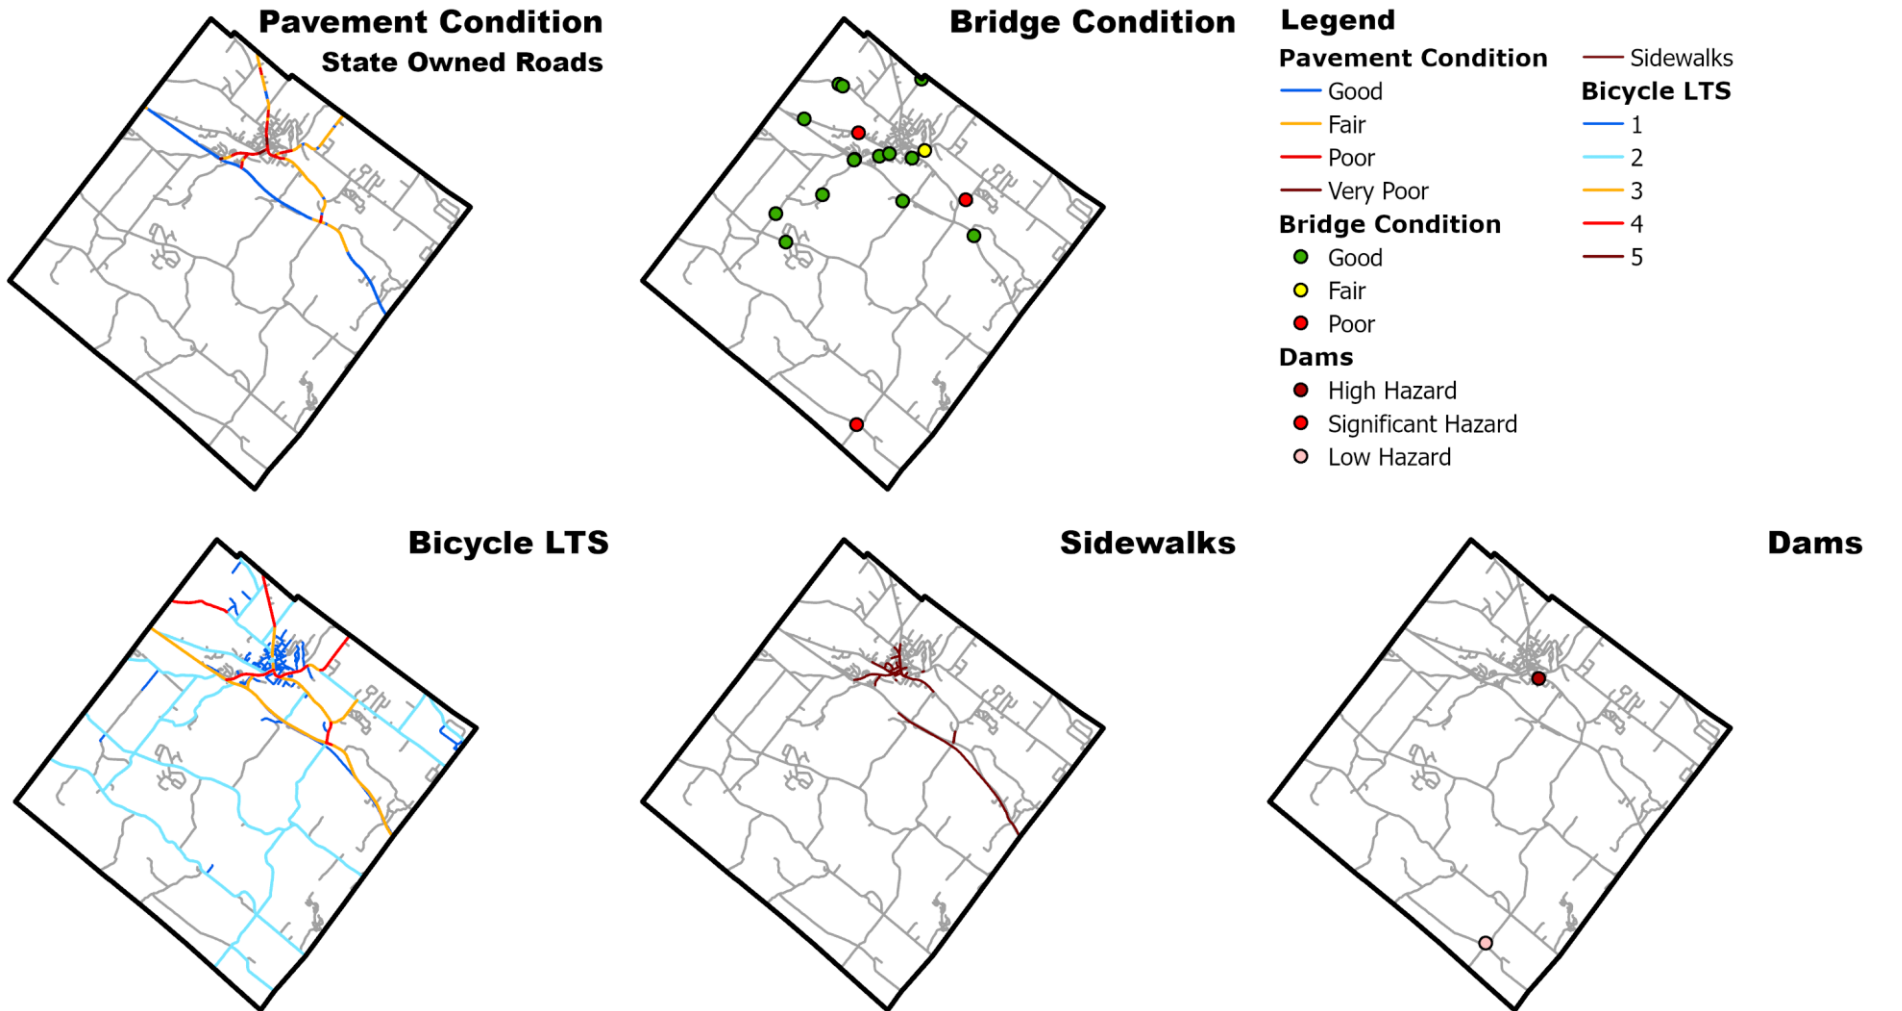 Pavement Condition
State Owned Roads
Bridge Condition
Legend
Pavement Condition
Good
Fair
Poor
Very Poor
Bridge Condition
Good
Fair
Poor
Dams
High Hazard
Significant Hazard
Low Hazard
Sidewalks
Bicycle LTS
1
2
3
4
5
Bicycle LTS
Sidewalks
Dams